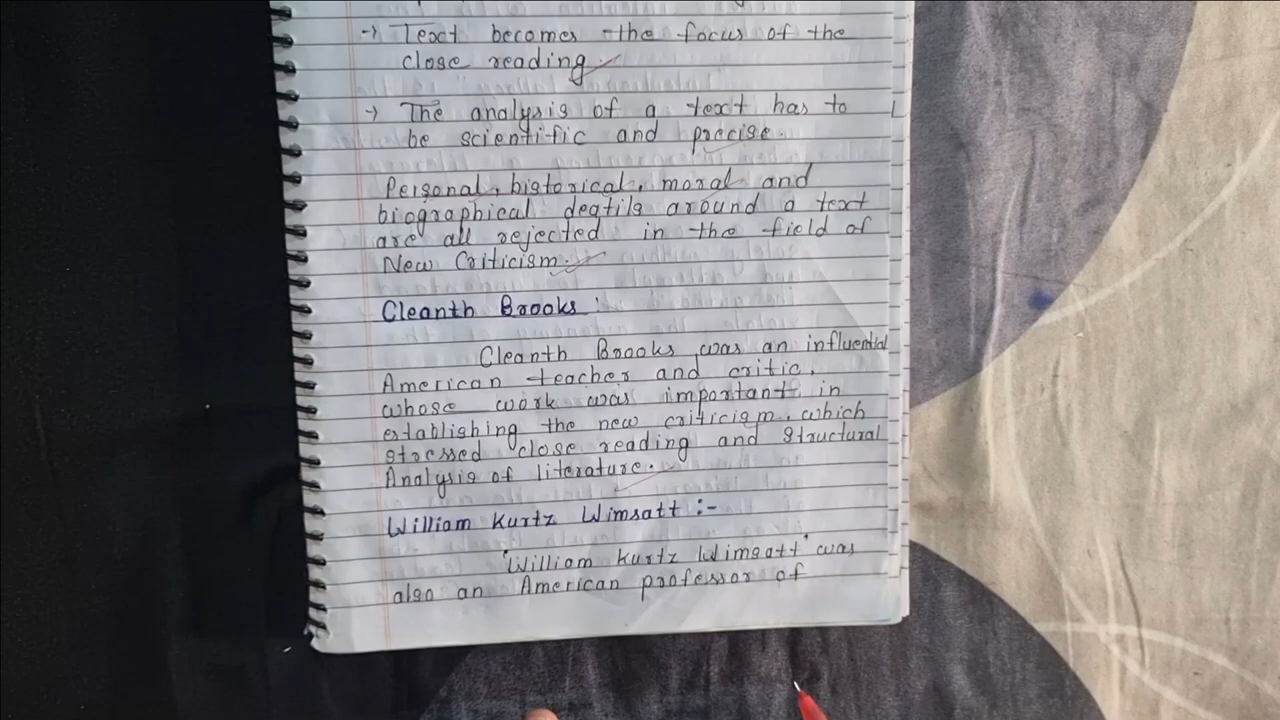 → Text becomes the focus of the
close reading.
→ The analysis of a text has to
be scientific and precise.
Personal, historical, moral and
biographical deatils around a text
are all rejected in the field of
New Criticism.
Cleanth Brooks :
Cleanth Brooks was an influential
American teacher and critic,
whose work was important in
establishing the new criticism, which
stressed close reading and structural
Analysis of literature.
William Kurtz Wimsatt :-
'William Kurtz Wimsatt' was
also an American professor of